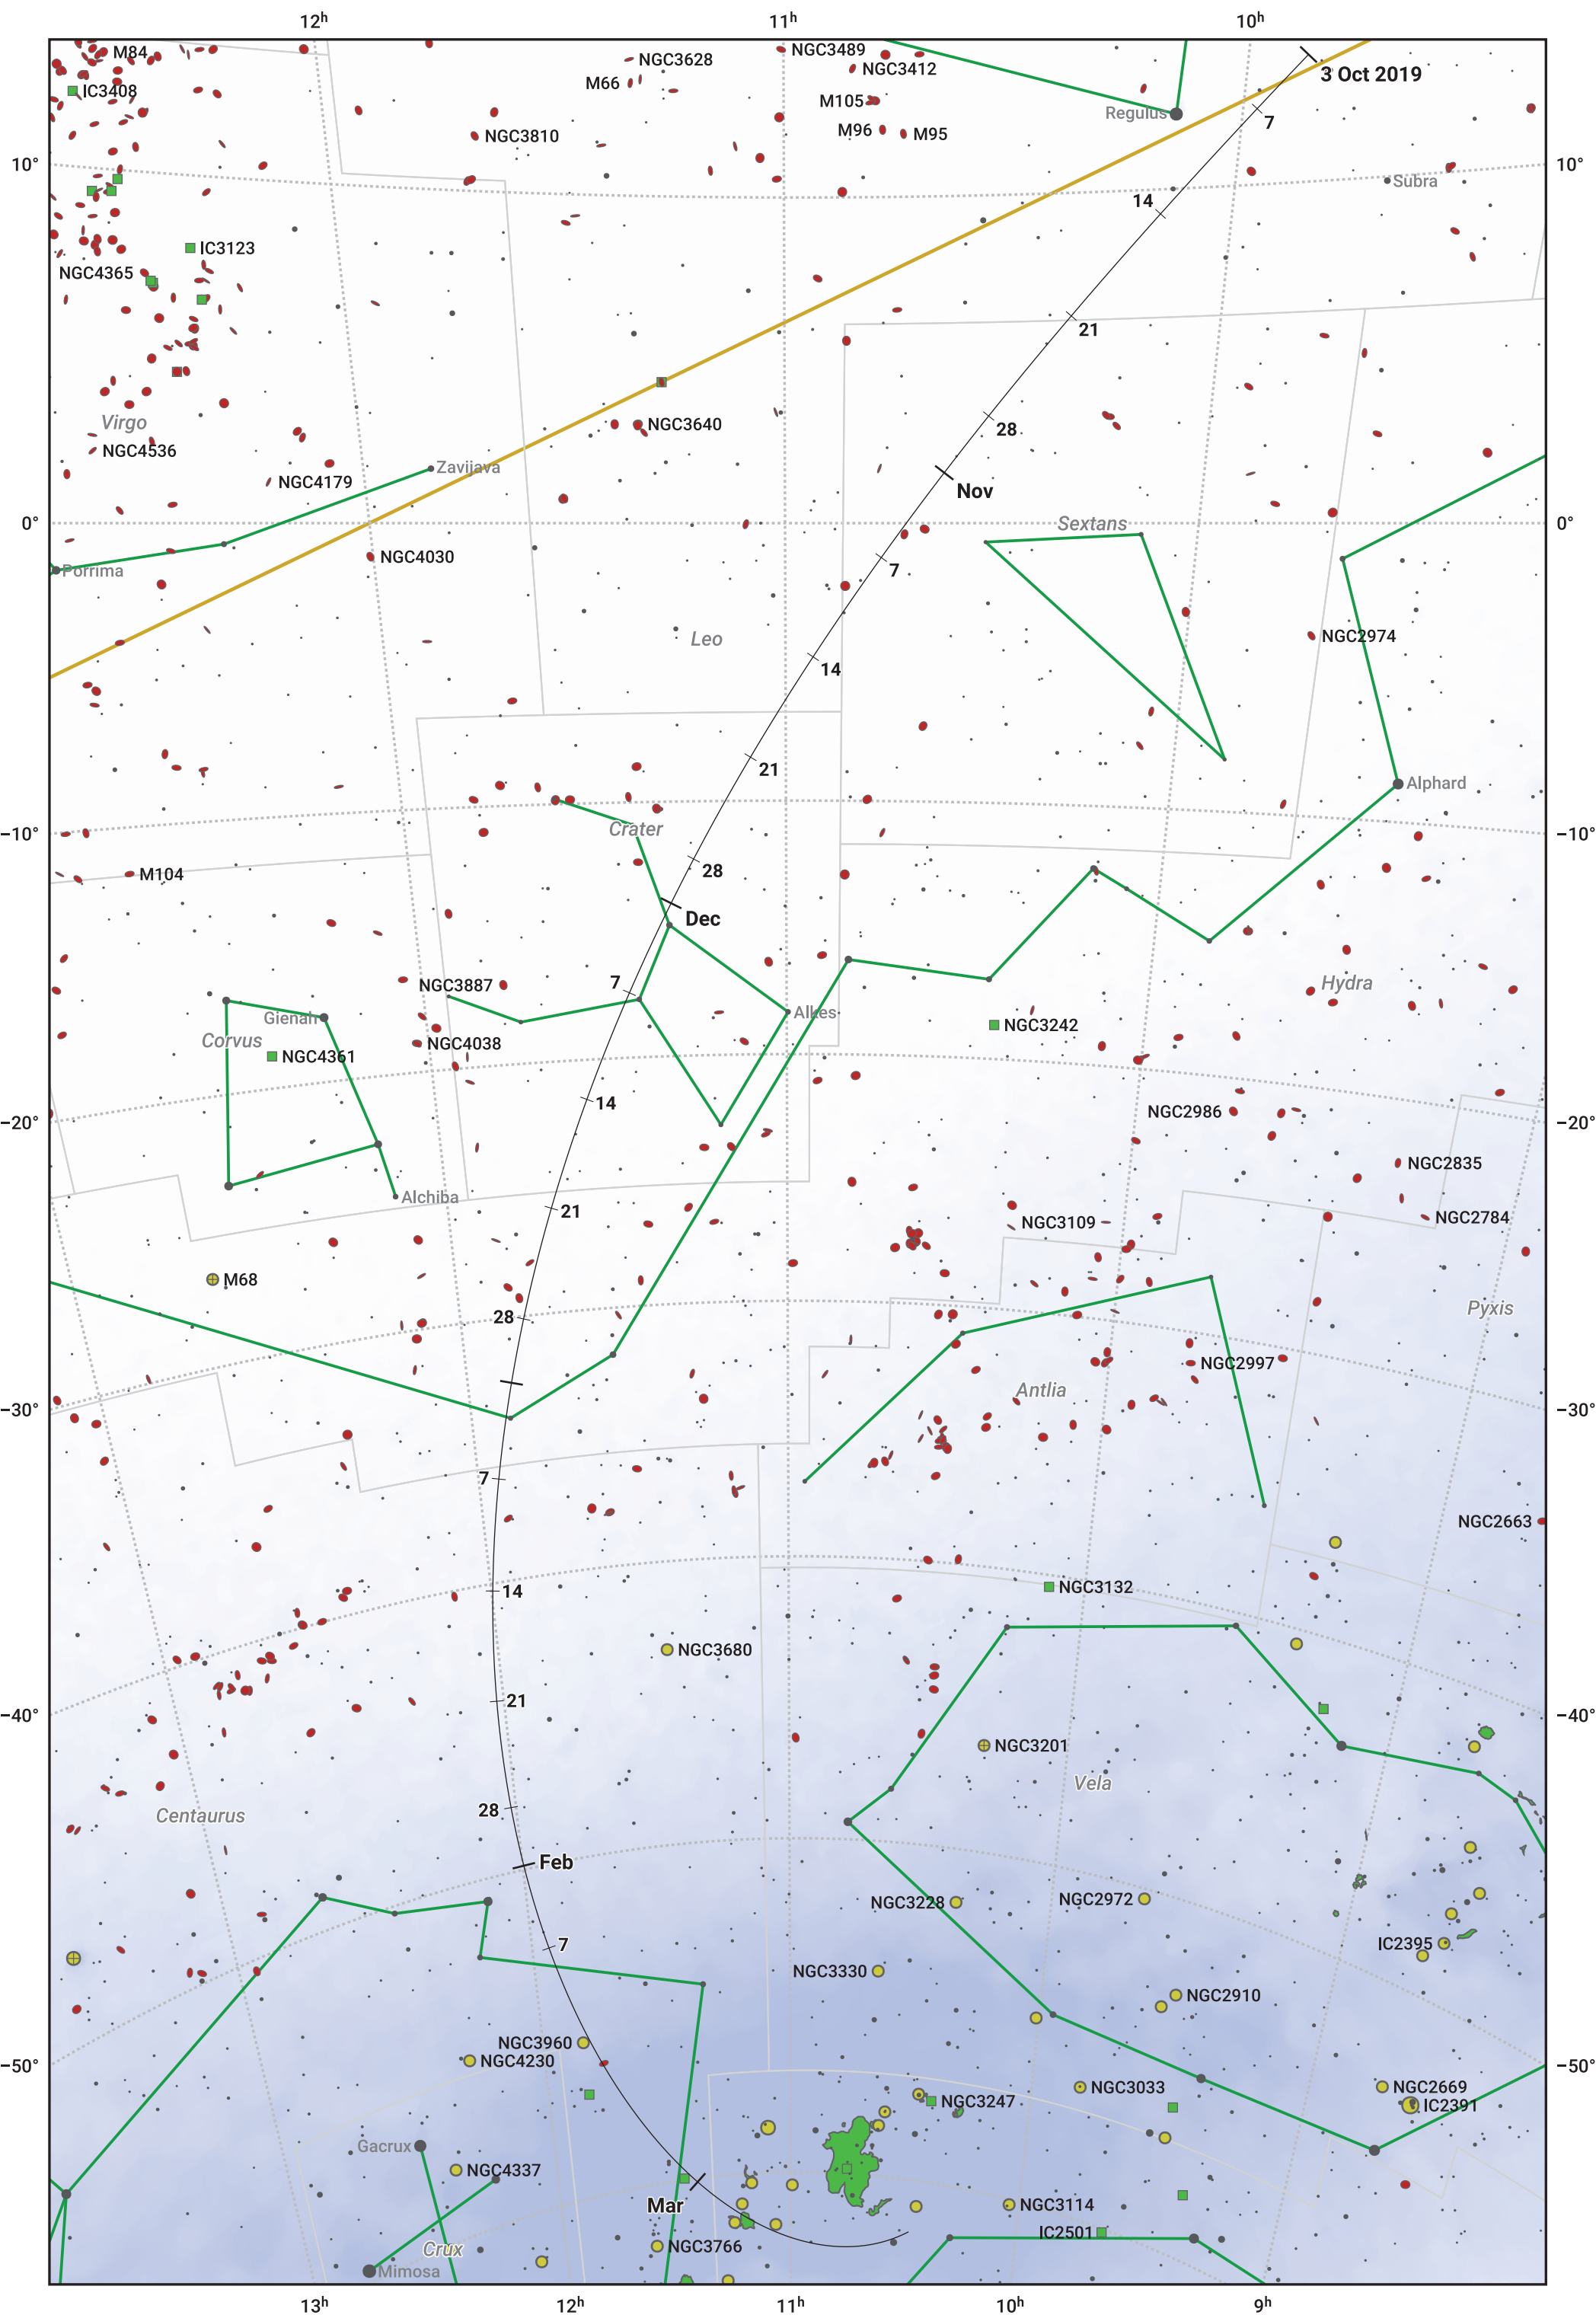 12h
11h
10h
M84
NGC3628
NGC3489
3 Oct 2019
IC3408
M66
NGC3412
M105
Regulus
7
NGC3810
M96
M95
10°
10°
Subra
14
IC3123
NGC4365
21
Virgo
NGC3640
28
NGC4536
Zavijava
NGC4179
Nov
0°
Sextans
0°
NGC4030
Porrima
7
Leo
NGC2974
14
21
Alphard
−10°
Crater
−10°
M104
28
Dec
NGC3887
7
Hydra
Gienah
Alkes
Corvus
NGC4038
NGC3242
NGC4361
14
−20°
NGC2986
−20°
NGC2835
Alchiba
21
NGC3109
NGC2784
M68
28
Pyxis
NGC2997
Antlia
−30°
−30°
7
NGC2663
14
NGC3132
NGC3680
21
−40°
−40°
NGC3201
Vela
28
Centaurus
Feb
NGC3228
NGC2972
7
IC2395
NGC3330
NGC2910
NGC3960
NGC4230
−50°
−50°
NGC3247
NGC3033
NGC2669
IC2391
Gacrux
NGC4337
Mar
NGC3114
IC2501
Crux
NGC3766
Mimosa
13h
12h
11h
10h
9h